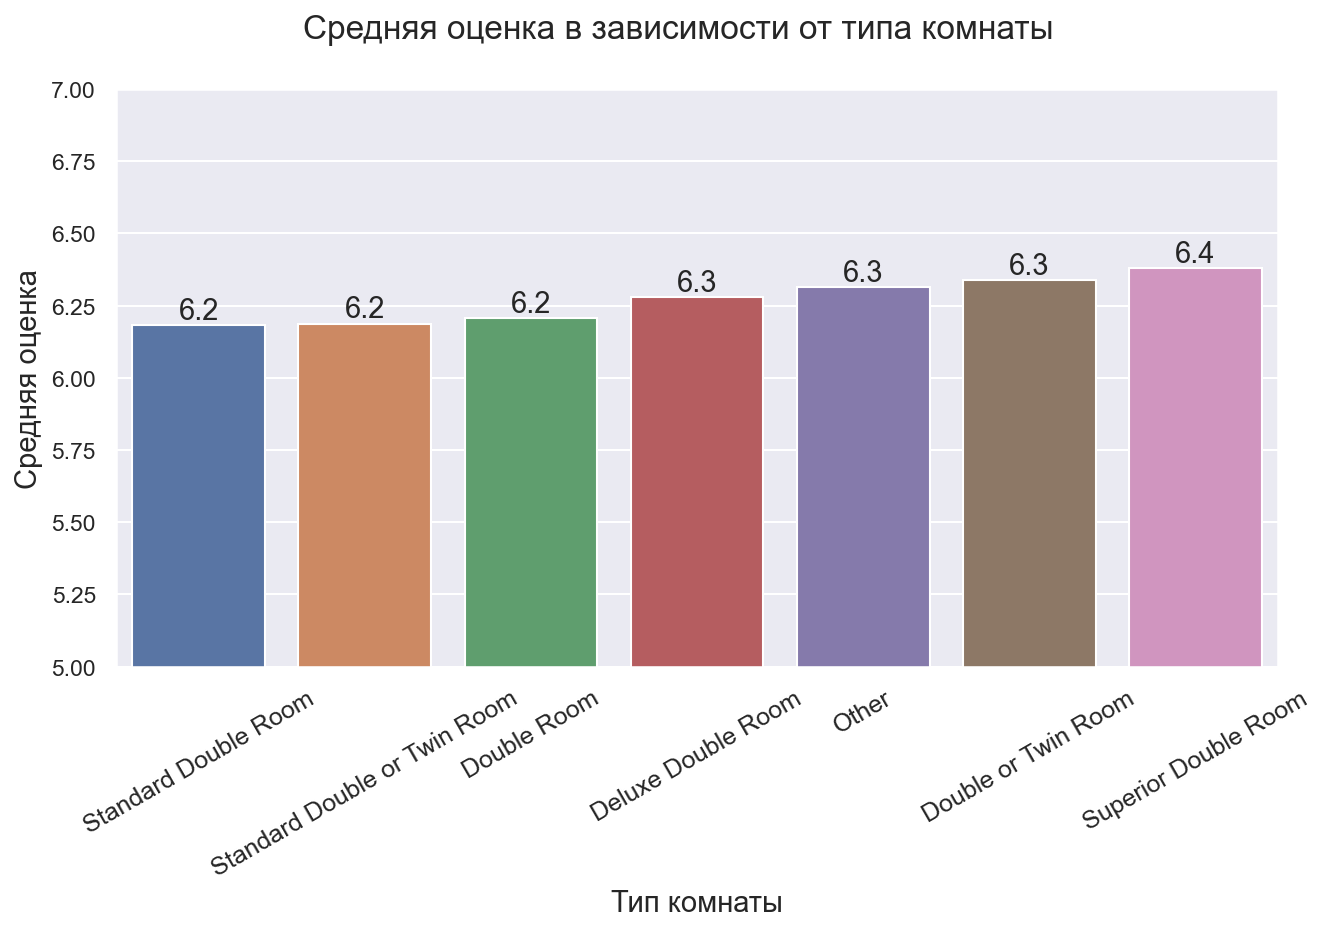 Средняя оценка в зависимости от типа комнаты
7.00
6.75
6.50
6.25
6.00
5.75
5.50
5.25
5.00
Средняя оценка
6.2
6.2
6.2
6.3
6.3
6.3
6.4
Standard Double Room
Standard Double or Twin Room
Double Room
Deluxe Double Room
Other
Double or Twin Room
Superior Double Room
Тип комнаты